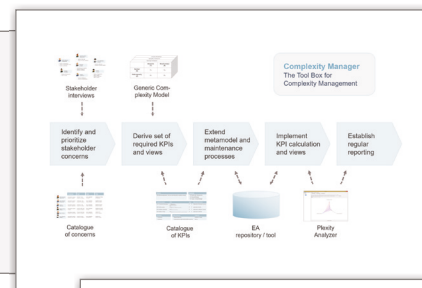 Complexity Manager
The Tool Box for
Complexity Management
Stakeholder
interviews
Generic Com-
plexity Model
Identify and
prioritize
stakeholder
concerns
Derive set of
required KPIs
and views
Extend
metamodel and
maintenance
processes
Implement
KPI calculation
and views
Establish
regular
reporting
Catalogue
of concerns
Catalogue
of KPIs
EA
repository / tool
Plexity
Analyzer